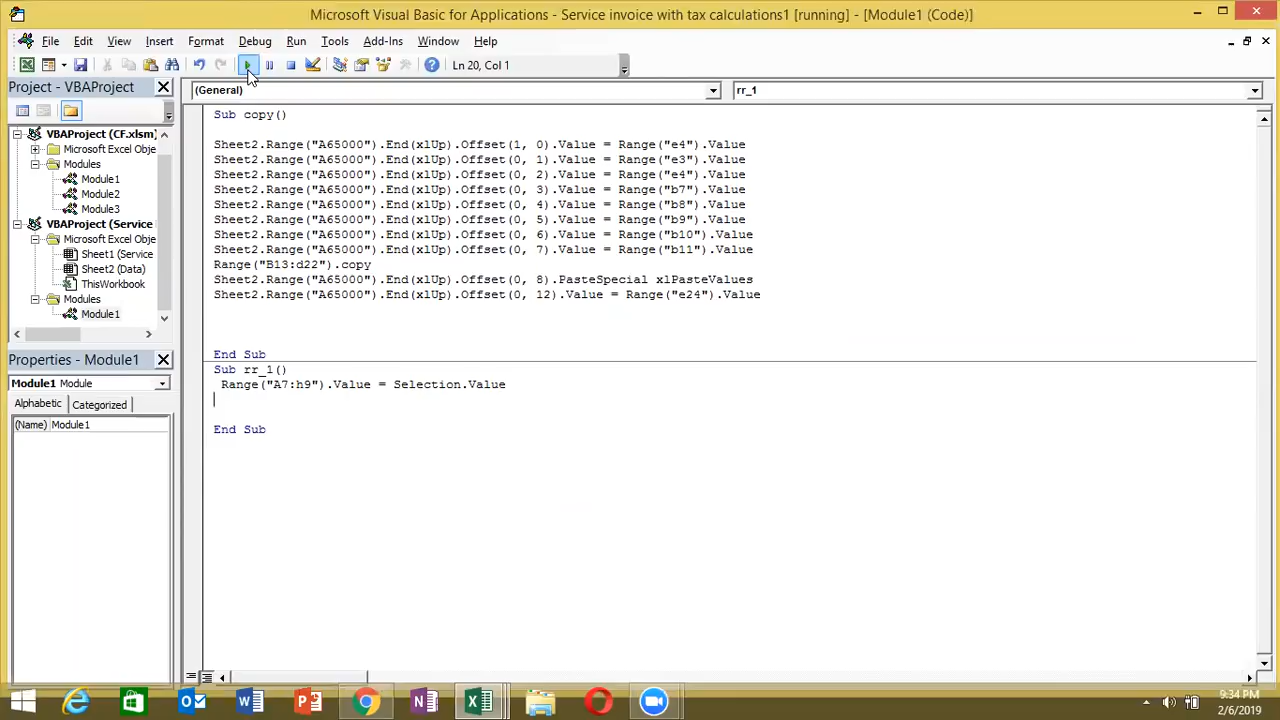 Microsoft Visual Basic for Applications - Service invoice with tax calculations1 [running] - [Module1 (Code)]
File Edit View Insert Format Debug Run Tools Add-Ins Window Help
Ln 20, Col 1
Project - VBAProject
(General)
rr_1
VBAProject (CF.xlsm)
Microsoft Excel Obje
Modules
Module1
Module2
Module3
VBAProject (Service
Microsoft Excel Obje
Sheet1 (Service
Sheet2 (Data)
ThisWorkbook
Modules
Module1
Properties - Module1
Module1 Module
Alphabetic Categorized
(Name) Module1
Sub copy()
Sheet2.Range("A65000").End(xlUp).Offset(1, 0).Value = Range("e4").Value
Sheet2.Range("A65000").End(xlUp).Offset(0, 1).Value = Range("e3").Value
Sheet2.Range("A65000").End(xlUp).Offset(0, 2).Value = Range("e4").Value
Sheet2.Range("A65000").End(xlUp).Offset(0, 3).Value = Range("b7").Value
Sheet2.Range("A65000").End(xlUp).Offset(0, 4).Value = Range("b8").Value
Sheet2.Range("A65000").End(xlUp).Offset(0, 5).Value = Range("b9").Value
Sheet2.Range("A65000").End(xlUp).Offset(0, 6).Value = Range("b10").Value
Sheet2.Range("A65000").End(xlUp).Offset(0, 7).Value = Range("b11").Value
Range("B13:d22").copy
Sheet2.Range("A65000").End(xlUp).Offset(0, 8).PasteSpecial xlPasteValues
Sheet2.Range("A65000").End(xlUp).Offset(0, 12).Value = Range("e24").Value
End Sub
Sub rr_1()
Range("A7:h9").Value = Selection.Value
End Sub
9:34 PM
2/6/2019